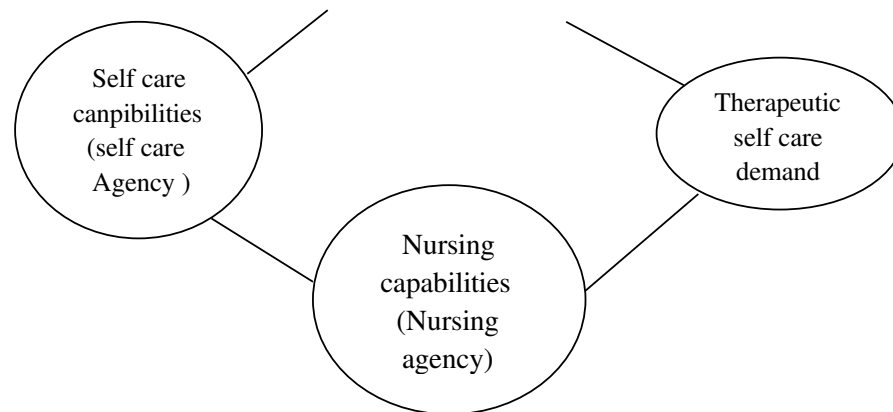 Self care
canpibilities
(self care
Agency )
Therapeutic
self care
demand
Nursing
capabilities
(Nursing
agency)